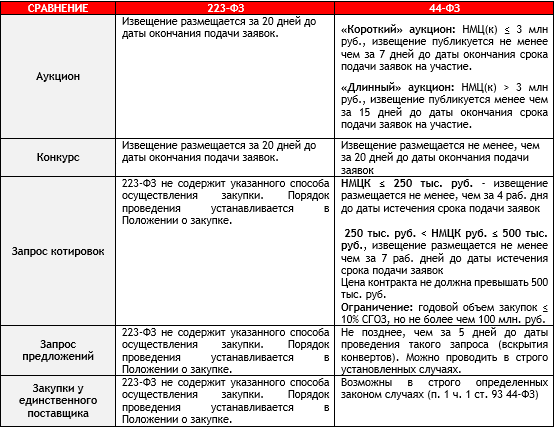 СРАВНЕНИЕ
223-ФЗ
44-ФЗ
Аукцион
Извещение размещается за 20 дней до
даты окончания подачи заявок.
«Короткий» аукцион: НМЦ(к) ≤ 3 млн
руб., извещение публикуется не менее
чем за 7 дней до даты окончания срока
подачи заявок на участие.
«Длинный» аукцион: НМЦ(к) > 3 млн
руб., извещение публикуется менее чем
за 15 дней до даты окончания срока
подачи заявок на участие.
Конкурс
Извещение размещается за 20 дней до
даты окончания подачи заявок.
Извещение размещается не менее, чем
за 20 дней до даты окончания подачи
заявок
Запрос котировок
223-ФЗ не содержит указанного способа
осуществления закупки. Порядок
проведения устанавливается в
Положении о закупке.
НМЦК ≤ 250 тыс. руб. - извещение
размещается не менее, чем за 4 раб. дня
до даты истечения срока подачи заявок
250 тыс. руб. < НМЦК руб. ≤ 500 тыс.
руб., извещение размещается не менее
чем за 7 раб. дней до даты истечения
срока подачи заявок
Цена контракта не должна превышать 500
тыс. руб.
Ограничение: годовой объем закупок ≤
10% СГОЗ, но не более чем 100 млн. руб.
Запрос
предложений
223-ФЗ не содержит указанного способа
осуществления закупки. Порядок
проведения устанавливается в
Положении о закупке.
Не позднее, чем за 5 дней до даты
проведения такого запроса (вскрытия
конвертов). Можно проводить в строго
установленных случаях.
Закупки у
единственного
поставщика
223-ФЗ не содержит указанного способа
осуществления закупки. Порядок
проведения устанавливается в
Положении о закупке.
Возможны в строго определенных
законом случаях (п. 1 ч. 1 ст. 93 44-ФЗ)